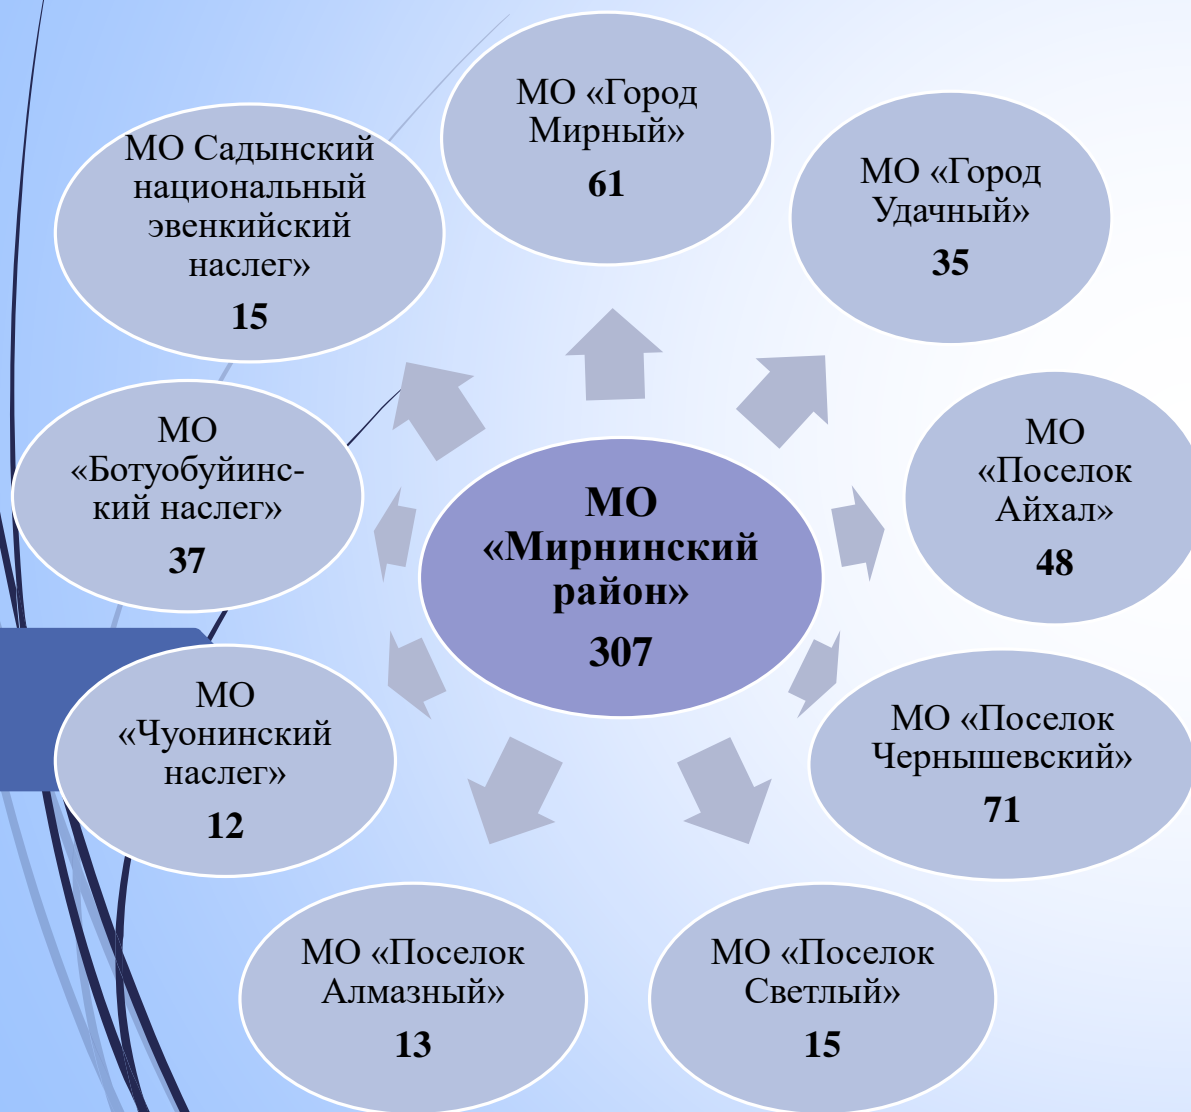 МО «Город
Мирный»
61
МО «Город
Удачный»
35
МО
«Поселок
Айхал»
48
МО «Поселок
Чернышевский»
71
МО «Поселок
Светлый»
15
МО «Поселок
Алмазный»
13
МО
«Чуонинский
наслег»
12
МО
«Ботуобуйинс-
кий наслег»
37
МО Садынский
национальный
эвенкийский
наслег»
15
МО
«Мирнинский
район»
307